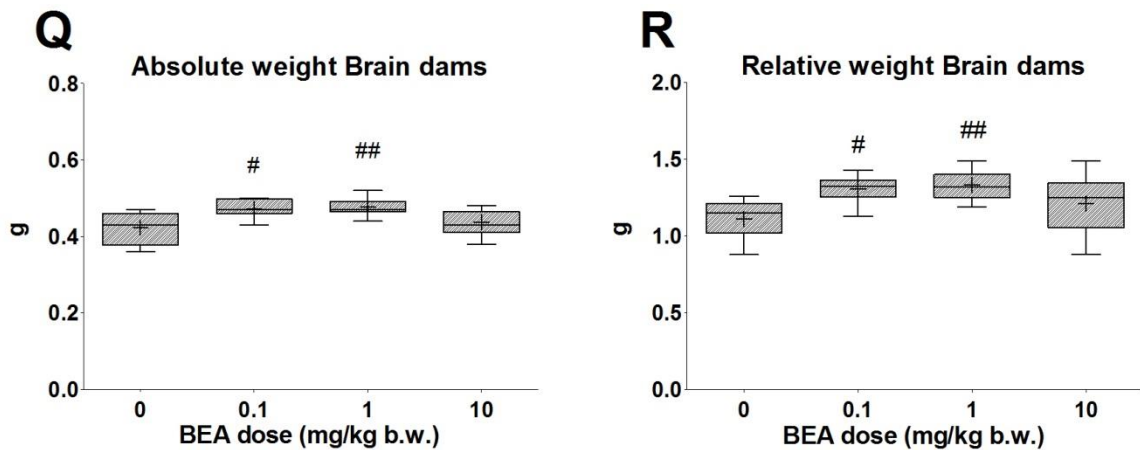 Q
Absolute weight Brain dams
0.8
0.6
0.4
0.2
0.0
g
#
##
0 0.1 1 10
BEA dose (mg/kg b.w.)
R
Relative weight Brain dams
2.0
1.5
1.0
0.5
0.0
g
#
##
0 0.1 1 10
BEA dose (mg/kg b.w.)